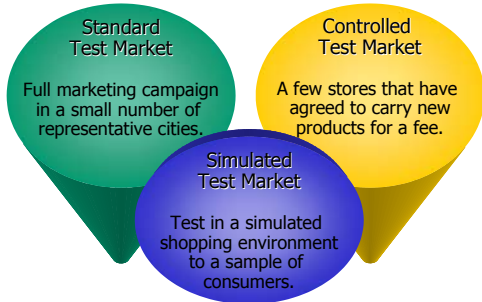 Standard
Test Market
Full marketing campaign
in a small number of
representative cities.
Controlled
Test Market
A few stores that have
agreed to carry new
products for a fee.
Simulated
Test Market
Test in a simulated
shopping environment
to a sample of
consumers.